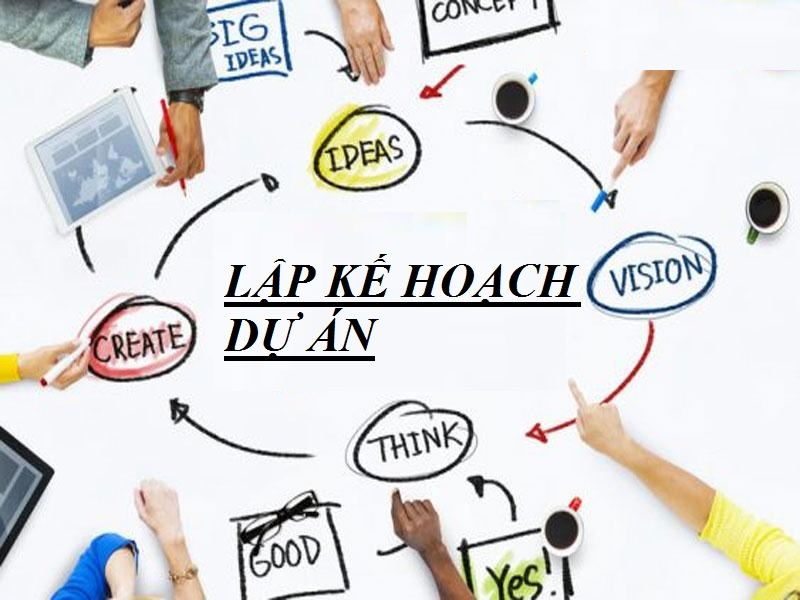 BIG
IDEAS
CONCEPT
IDEAS
VISION
LẬP KẾ HOẠCH
DỰ ÁN
CREATE
THINK
GOOD
Yes!